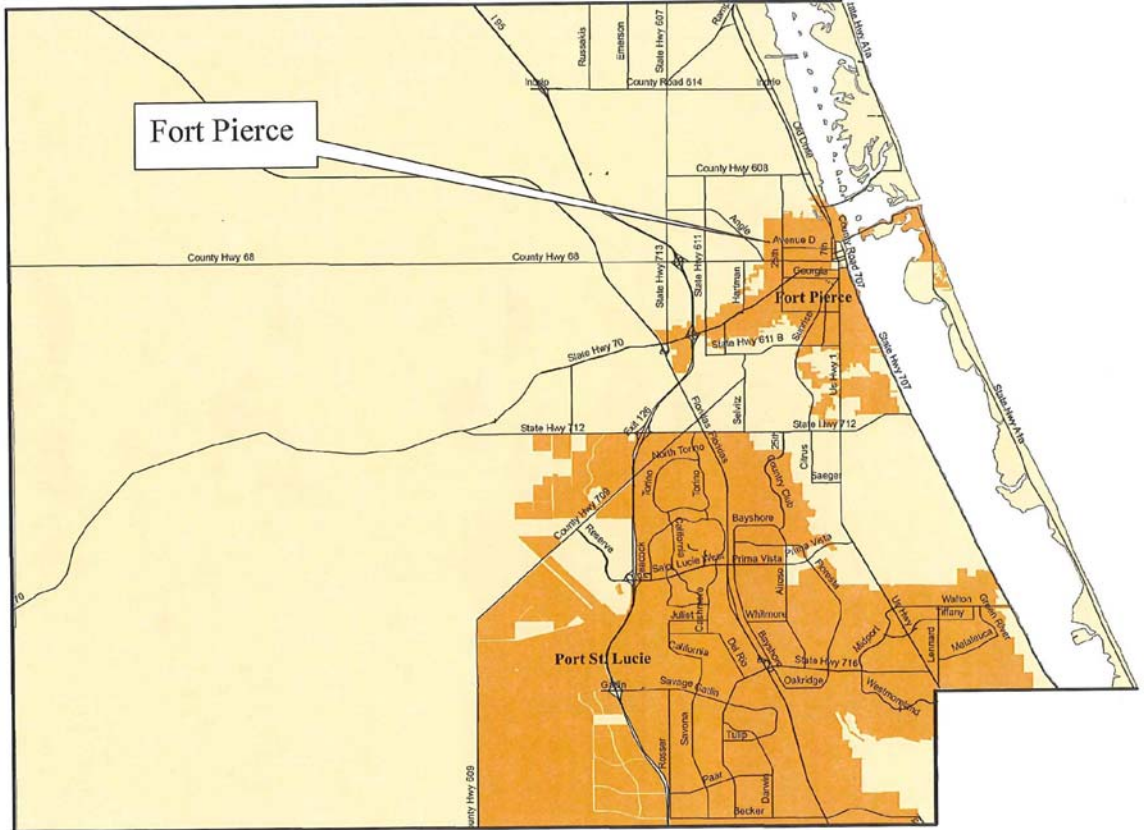 I 95
Russakis
Emerson
State Hwy 607
State Hwy A1a
Indrio
County Road 614
Indrio
Fort Pierce
Old Dixie
County Hwy 608
Angle
Avenue D
25th
7th
County Road 707
County Hwy 68
County Hwy 68
State Hwy 713
State Hwy 611
Hartman
Georgia
Fort Pierce
Sunrise
State Hwy 611 B
State Hwy 70
Us Hwy 1
State Hwy 707
State Hwy A1a
Selvitz
Floridas
Floridas
Exit 126
State Hwy 712
State Hwy 712
25th
Citrus
Saeger
North Torino
Torino
Torino
Country Club
County Hwy 709
Reserve
Peacock
California
Bayshore
Saint Lucie West
Prima Vista
Prima Vista
Airoso
Floresta
Cashmere
Whitmore
Julist
Walton
Tiffany
Green River
Us Hwy 1
Midport
Lennard
Melaliruca
California
Del Rio
Bayshore
State Hwy 716
Port St. Lucie
Oakridge
Westmoreland
Gatlin
Savage Gatlin
Savona
Rosser
Tulip
Paar
Darwin
Becker
County Hwy 609
70